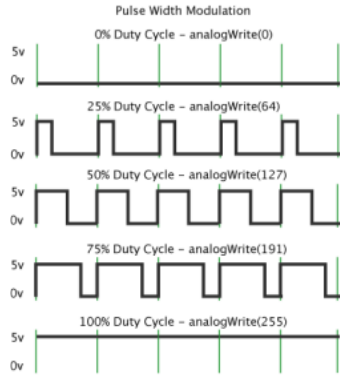 Pulse Width Modulation
0% Duty Cycle – analogWrite(0)
5v
0v
25% Duty Cycle – analogWrite(64)
5v
0v
50% Duty Cycle – analogWrite(127)
5v
0v
75% Duty Cycle – analogWrite(191)
5v
0v
100% Duty Cycle – analogWrite(255)
5v
0v